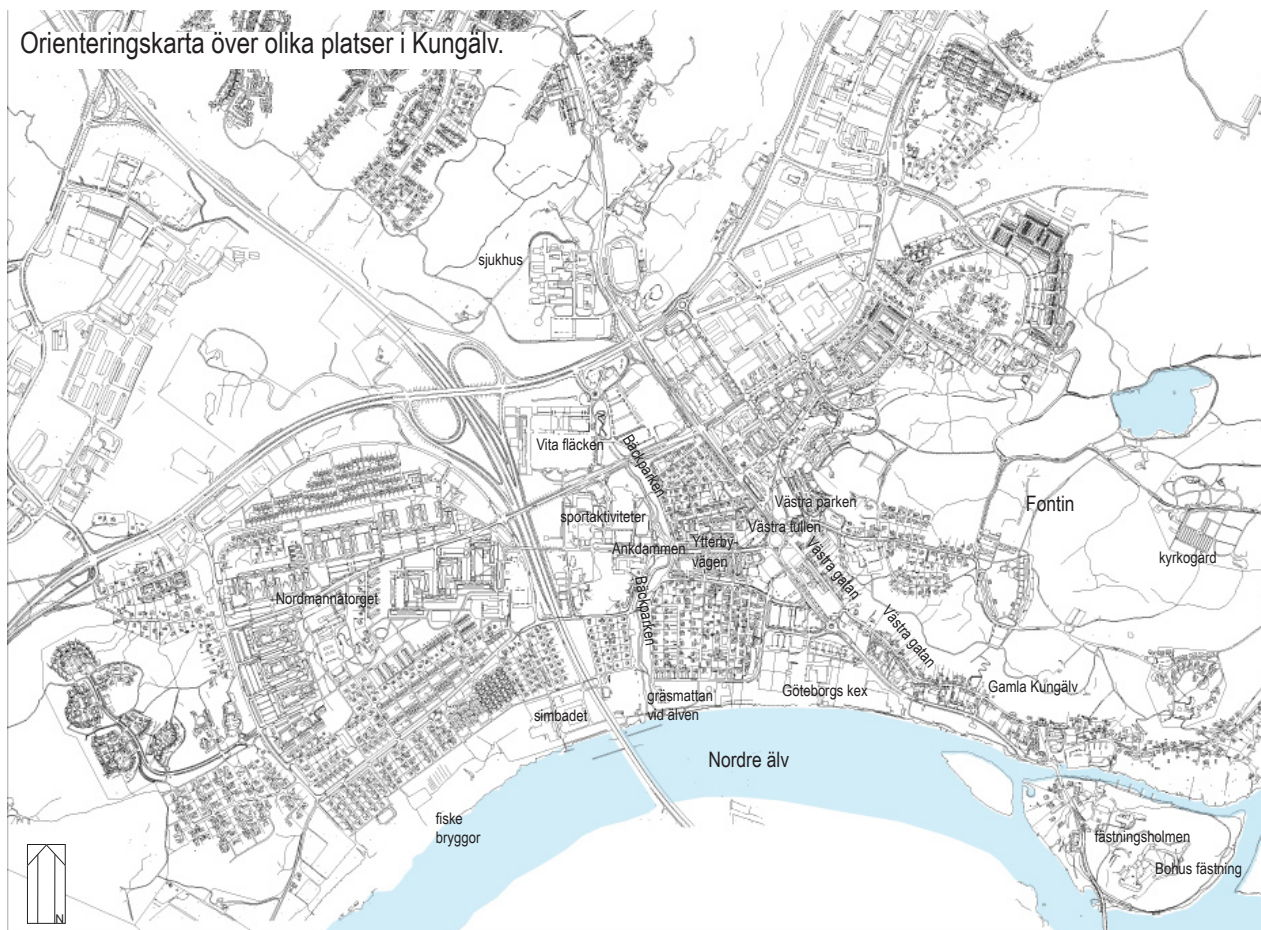 Orienteringskarta över olika platser i Kungälv.
sjukhus
Vita fläcken
Bäckparken
sportaktiviteter
Västra parken
Fontin
Västra tullen
Ankdammen
Ytterby-
vägen
kyrkogård
Västra gatan
Nordmannatorget
Bäckparken
Västra gatan
gräsmattan
vid älven
Göteborgs kex
Gamla Kungälv
simbadet
Nordre älv
fiske
bryggor
fästningsholmen
Bohus fästning
N